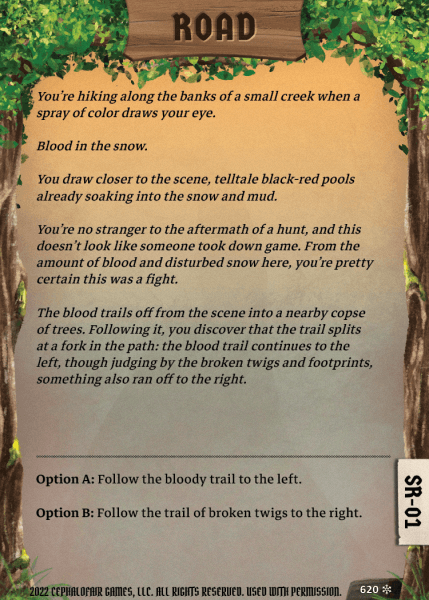 ROAD
You're hiking along the banks of a small creek when a
spray of color draws your eye.
Blood in the snow.
You draw closer to the scene, telltale black-red pools
already soaking into the snow and mud.
You're no stranger to the aftermath of a hunt, and this
doesn't look like someone took down game. From the
amount of blood and disturbed snow here, you're pretty
certain this was a fight.
The blood trails off from the scene into a nearby copse
of trees. Following it, you discover that the trail splits
at a fork in the path: the blood trail continues to the
left, though judging by the broken twigs and footprints,
something also ran off to the right.
Option A: Follow the bloody trail to the left.
Option B: Follow the trail of broken twigs to the right.
SR-01
2022 CEPHALOFAIR GAMES, LLC. ALL RIGHTS RESERVED. USED WITH PERMISSION.
620